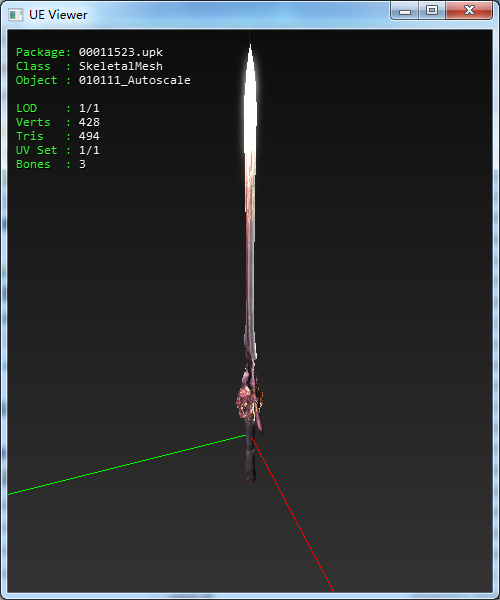 UE Viewer
Package: 00011523.upk
Class : SkeletalMesh
Object : 010111_Autoscale
LOD : 1/1
Verts : 428
Tris : 494
UV Set : 1/1
Bones : 3